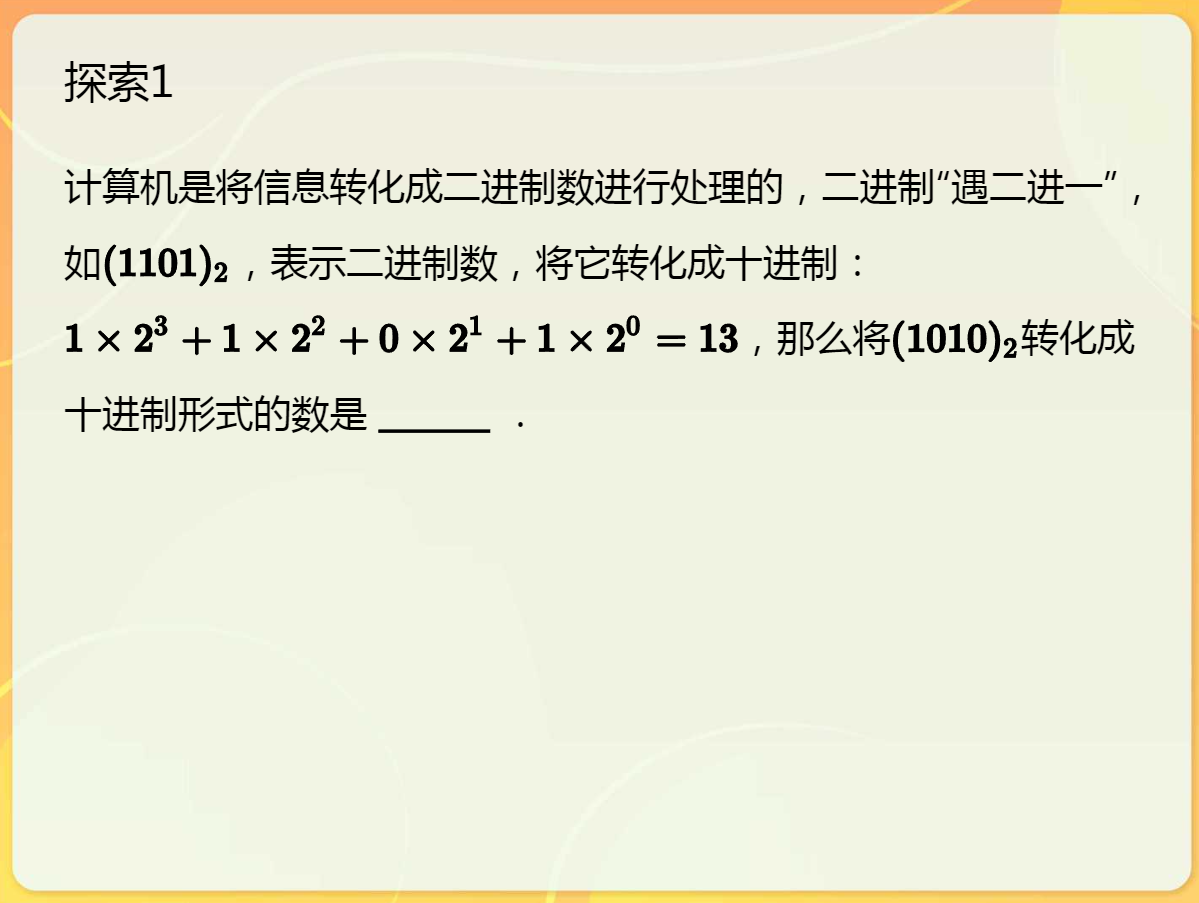 探索1
计算机是将信息转化成二进制数进行处理的，二进制“遇二进一”，
如(1101)₂，表示二进制数，将它转化成十进制：
1 × 2³ + 1 × 2² + 0 × 2¹ + 1 × 2⁰ = 13，那么将(1010)₂转化成
十进制形式的数是 ______ ．